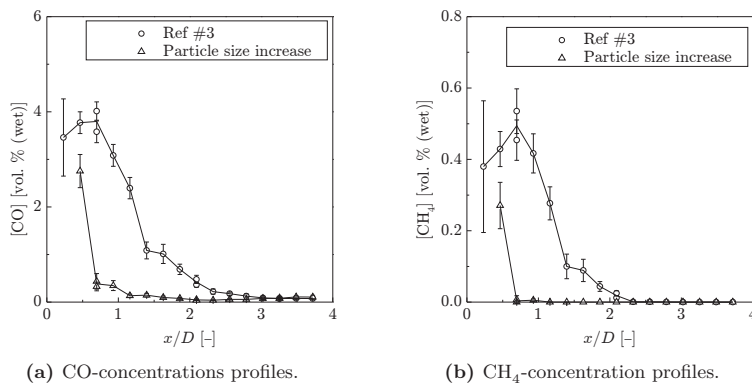 6
4
2
0
0
1
2
3
4
[CO] [vol. % (wet)]
x/D [–]
Ref #3
Particle size increase
(a) CO-concentrations profiles.
0.8
0.6
0.4
0.2
0.0
0
1
2
3
4
[CH₄] [vol. % (wet)]
x/D [–]
Ref #3
Particle size increase
(b) CH₄-concentration profiles.